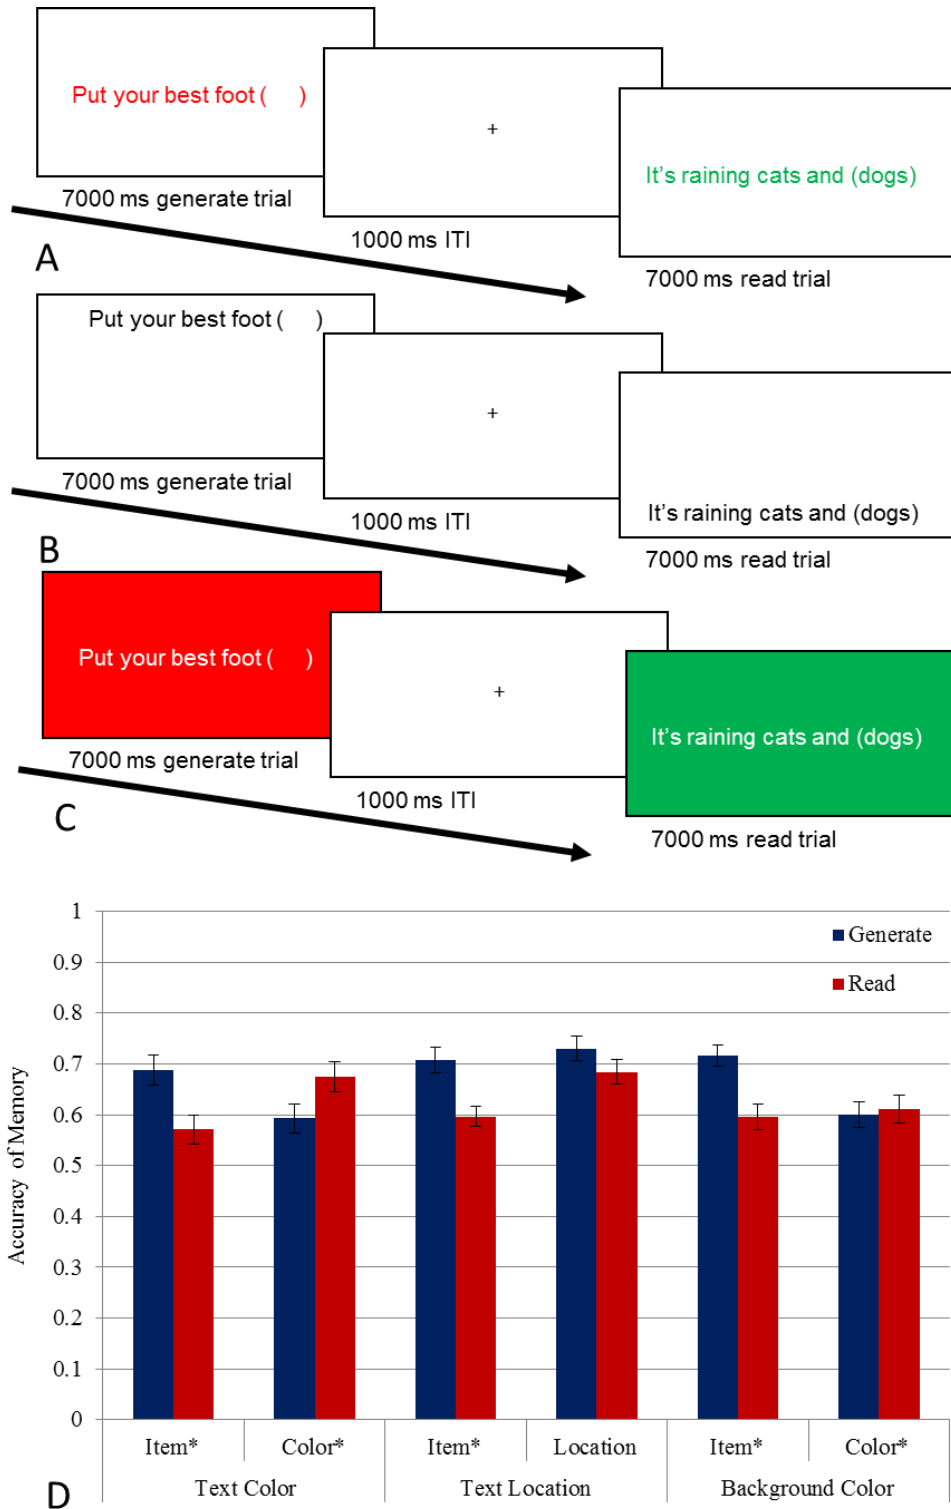 Put your best foot (    )
+
It's raining cats and (dogs)
7000 ms generate trial
1000 ms ITI
7000 ms read trial
A
Put your best foot (    )
+
It's raining cats and (dogs)
7000 ms generate trial
1000 ms ITI
7000 ms read trial
B
Put your best foot (    )
+
It's raining cats and (dogs)
7000 ms generate trial
1000 ms ITI
7000 ms read trial
C
1
0.9
0.8
0.7
0.6
0.5
0.4
0.3
0.2
0.1
0
Accuracy of Memory
Generate
Read
Item* Color* Item* Location Item* Color*
Text Color Text Location Background Color
D